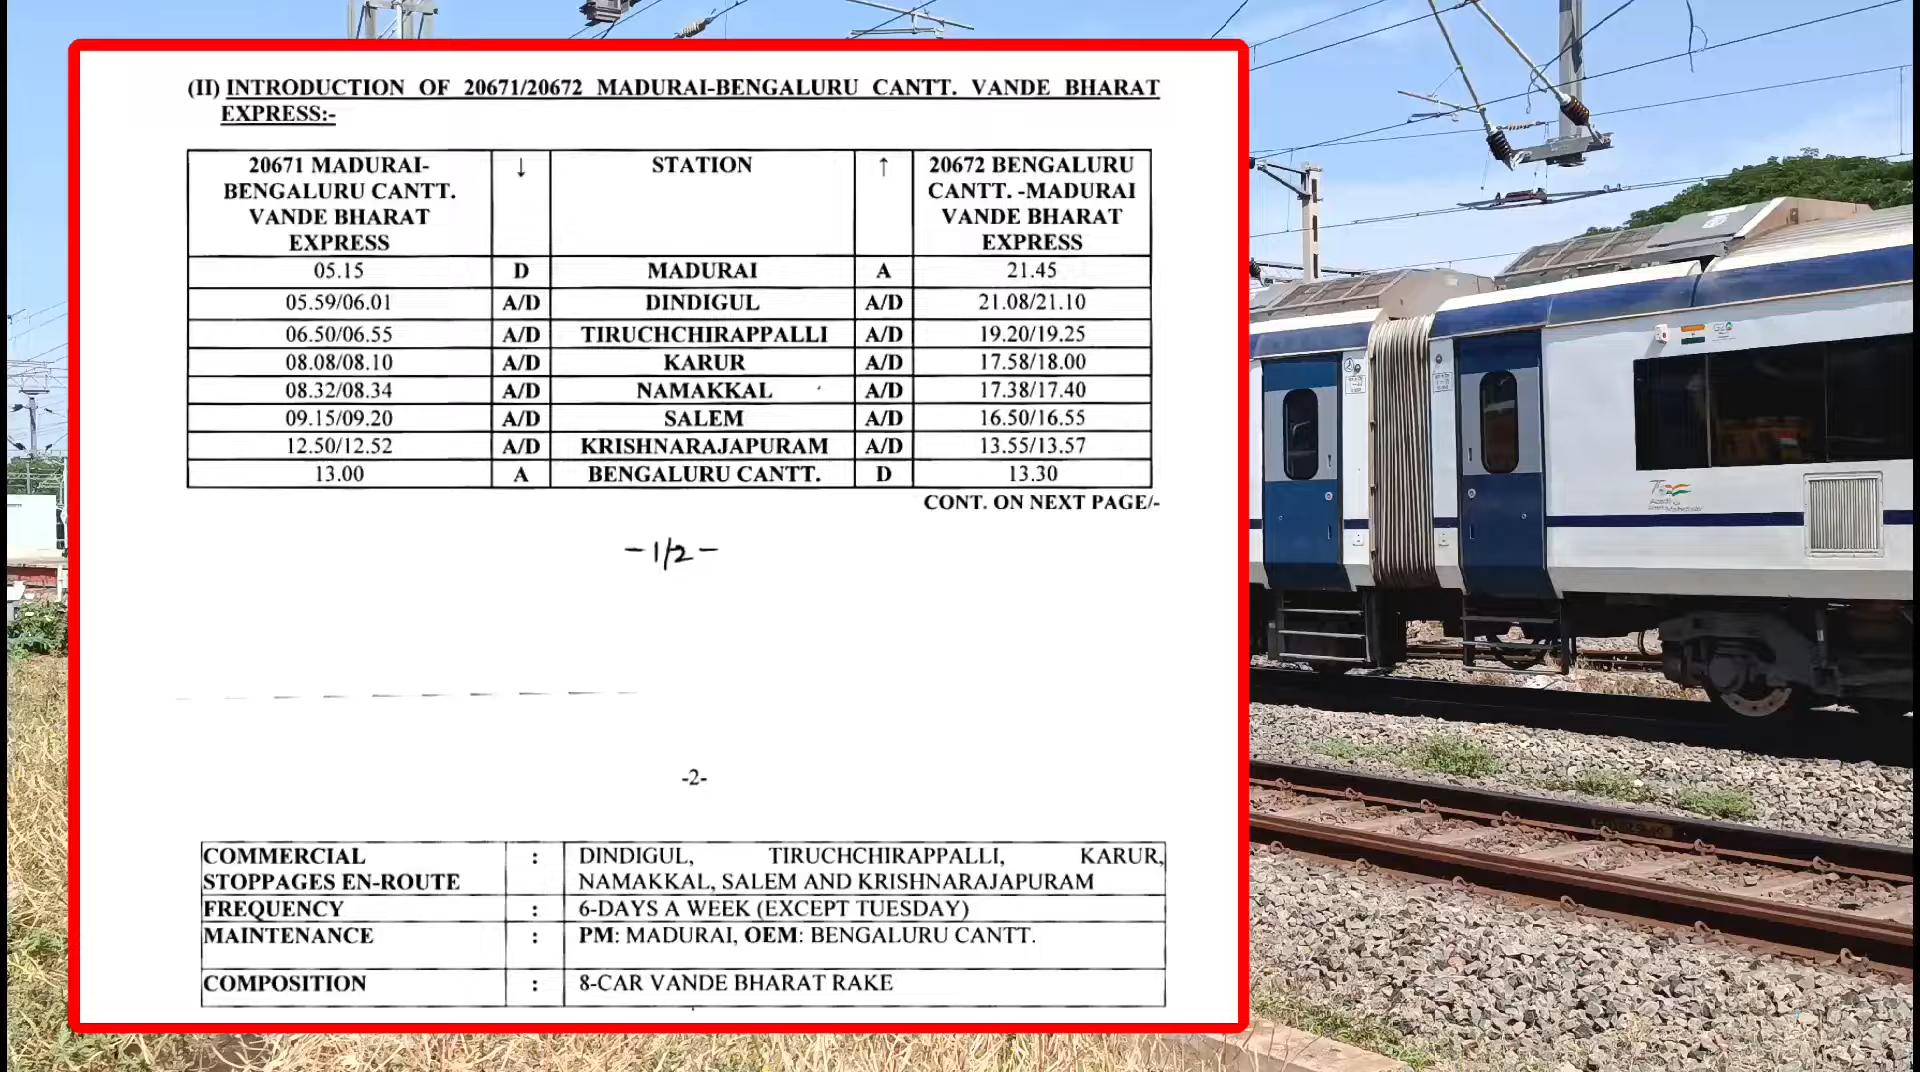 (II) INTRODUCTION OF 20671/20672 MADURAI-BENGALURU CANTT. VANDE BHARAT
EXPRESS:-
20671 MADURAI- ↓ STATION ↑ 20672 BENGALURU
BENGALURU CANTT. CANTT. -MADURAI
VANDE BHARAT VANDE BHARAT
EXPRESS EXPRESS
05.15 D MADURAI A 21.45
05.59/06.01 A/D DINDIGUL A/D 21.08/21.10
06.50/06.55 A/D TIRUCHCHIRAPPALLI A/D 19.20/19.25
08.08/08.10 A/D KARUR A/D 17.58/18.00
08.32/08.34 A/D NAMAKKAL A/D 17.38/17.40
09.15/09.20 A/D SALEM A/D 16.50/16.55
12.50/12.52 A/D KRISHNARAJAPURAM A/D 13.55/13.57
13.00 A BENGALURU CANTT. D 13.30
CONT. ON NEXT PAGE/-
-1/2-
-2-
COMMERCIAL : DINDIGUL, TIRUCHCHIRAPPALLI, KARUR,
STOPPAGES EN-ROUTE NAMAKKAL, SALEM AND KRISHNARAJAPURAM
FREQUENCY : 6-DAYS A WEEK (EXCEPT TUESDAY)
MAINTENANCE : PM: MADURAI, OEM: BENGALURU CANTT.
COMPOSITION : 8-CAR VANDE BHARAT RAKE